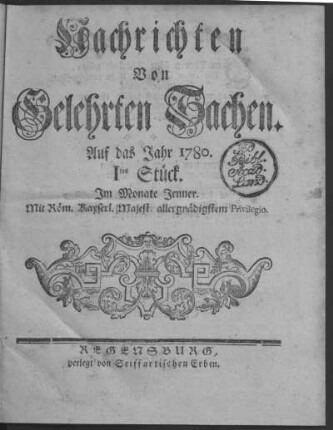 Nachrichten
Von
Gelehrten Sachen.
Auf das Jahr 1780.
Ites Stück.
Im Monate Jenner.
Mit Röm. Kayserl. Majest. allergnädigstem Privilegio.
REGENSBURG,
verlegt von Seiffartischen Erben.